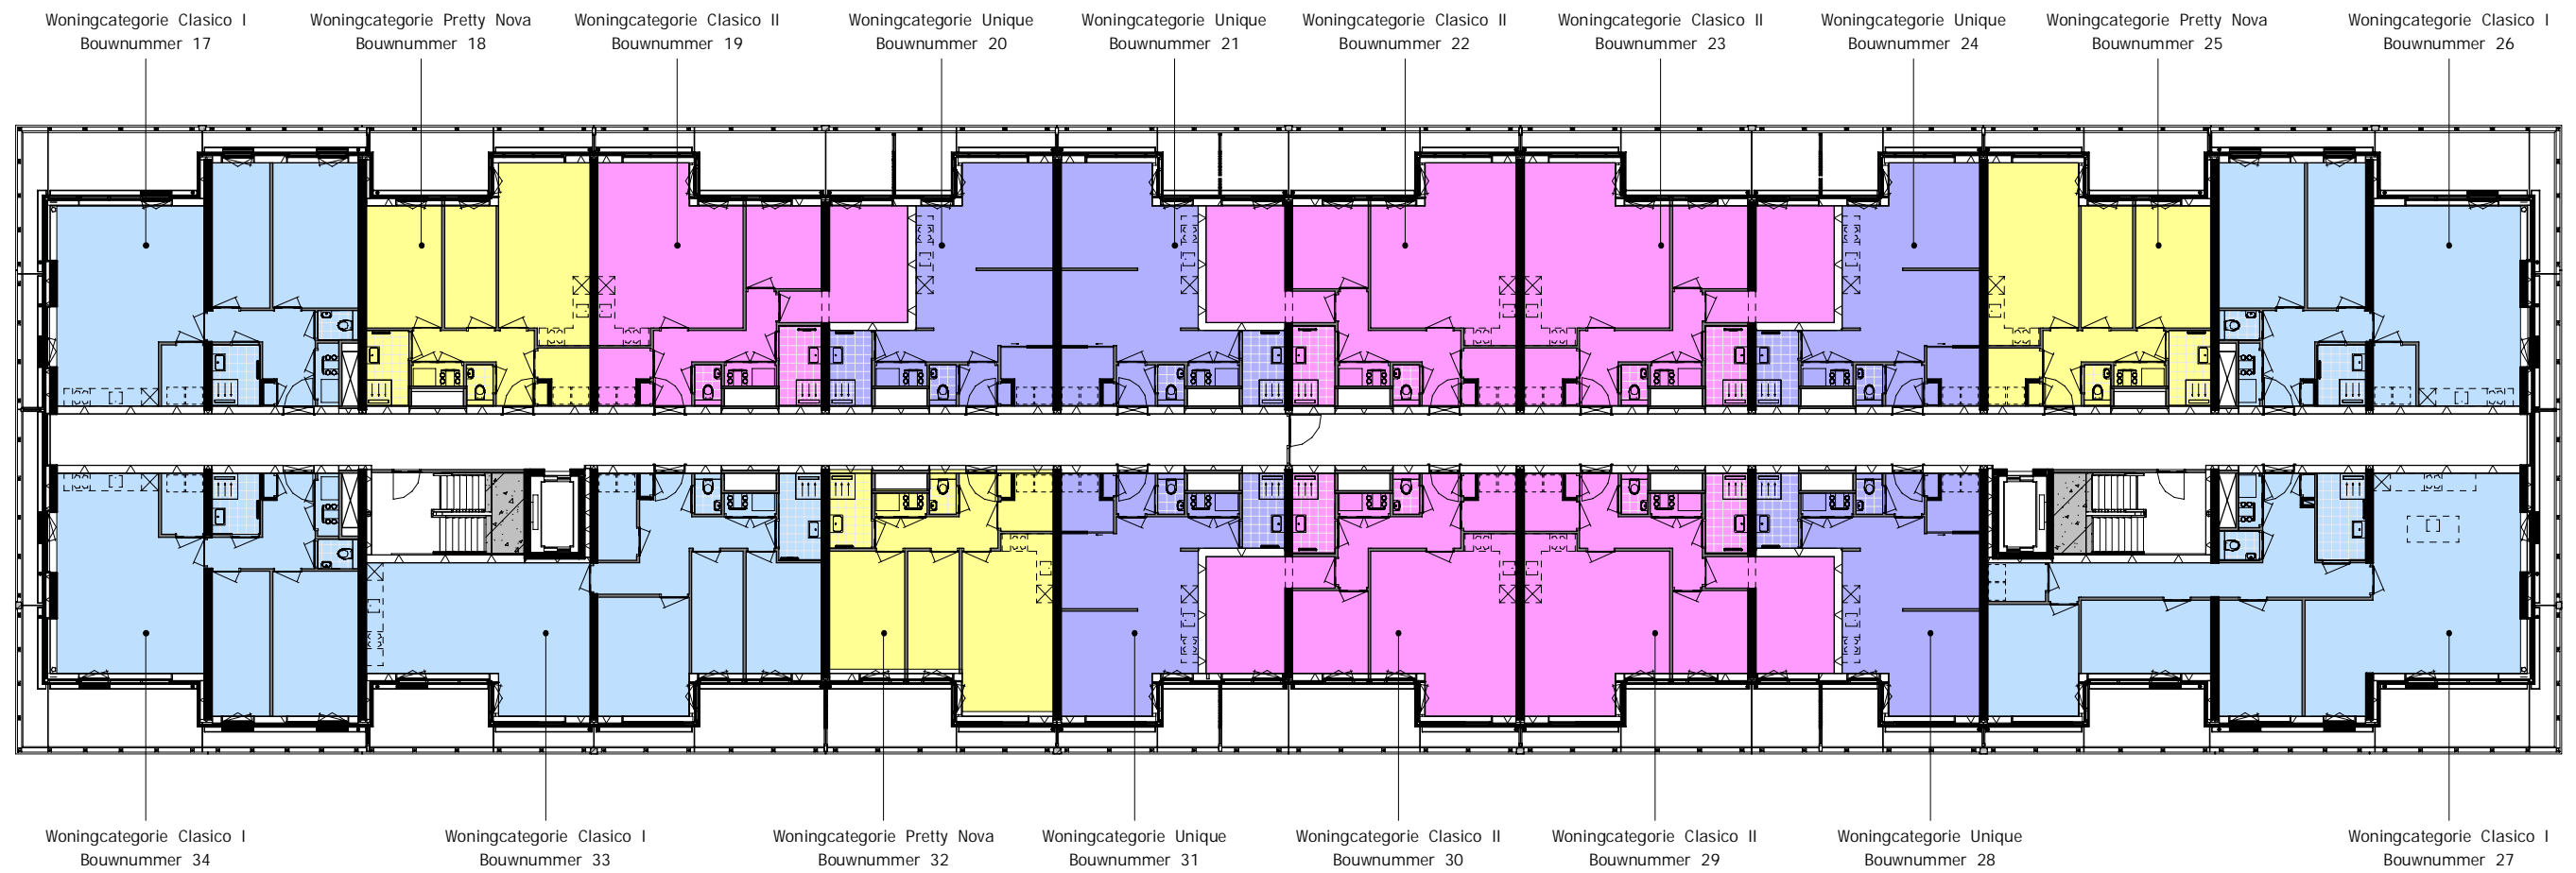 Woningcategorie Clasico I
Bouwnummer 17
Woningcategorie Pretty Nova
Bouwnummer 18
Woningcategorie Clasico II
Bouwnummer 19
Woningcategorie Unique
Bouwnummer 20
Woningcategorie Unique
Bouwnummer 21
Woningcategorie Clasico II
Bouwnummer 22
Woningcategorie Clasico II
Bouwnummer 23
Woningcategorie Unique
Bouwnummer 24
Woningcategorie Pretty Nova
Bouwnummer 25
Woningcategorie Clasico I
Bouwnummer 26
Woningcategorie Clasico I
Bouwnummer 34
Woningcategorie Clasico I
Bouwnummer 33
Woningcategorie Pretty Nova
Bouwnummer 32
Woningcategorie Unique
Bouwnummer 31
Woningcategorie Clasico II
Bouwnummer 30
Woningcategorie Clasico II
Bouwnummer 29
Woningcategorie Unique
Bouwnummer 28
Woningcategorie Clasico I
Bouwnummer 27